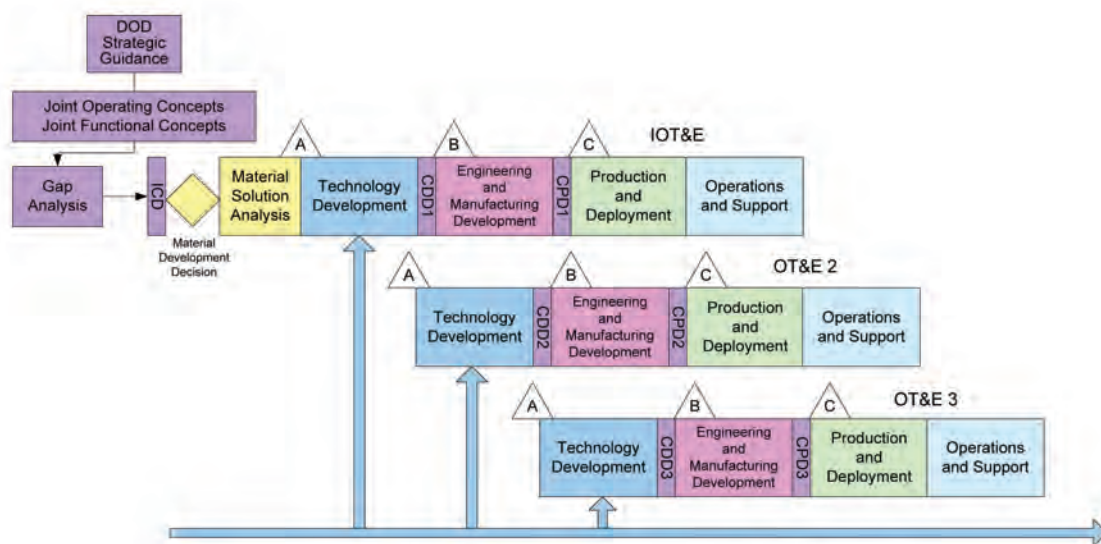 DOD
Strategic
Guidance
Joint Operating Concepts
Joint Functional Concepts
Gap
Analysis
ICD
Material
Development
Decision
Material
Solution
Analysis
A
Technology
Development
CDD1
B
Engineering
and
Manufacturing
Development
CPD1
C
IOT&E
Production
and
Deployment
Operations
and Support
A
Technology
Development
CDD2
B
Engineering
and
Manufacturing
Development
CPD2
C
OT&E 2
Production
and
Deployment
Operations
and Support
A
Technology
Development
CDD3
B
Engineering
and
Manufacturing
Development
CPD3
C
OT&E 3
Production
and
Deployment
Operations
and Support